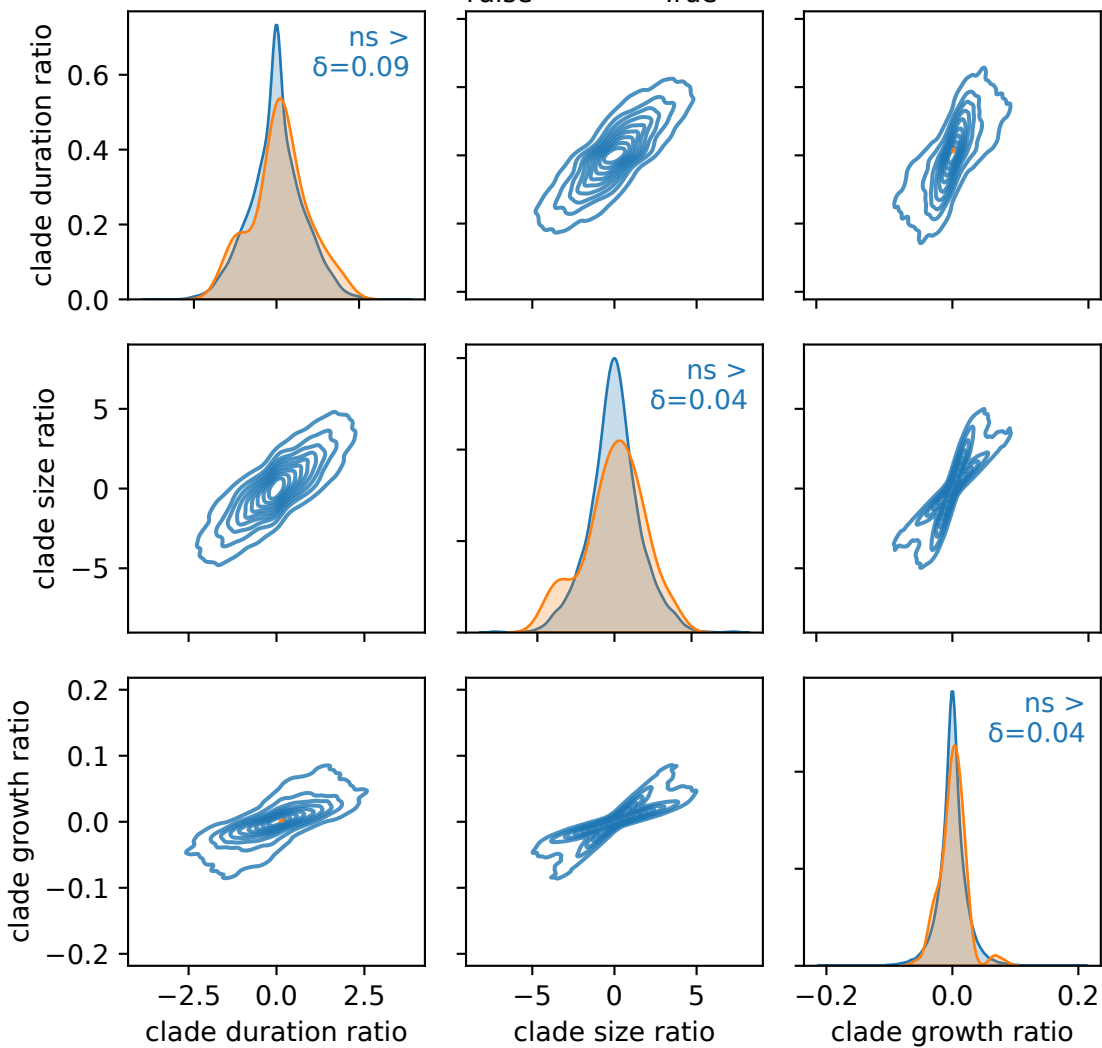 ns >
δ=0.09
clade duration ratio
0.6
0.4
0.2
0.0
ns >
δ=0.04
clade size ratio
5
0
−5
ns >
δ=0.04
clade growth ratio
0.2
0.1
0.0
−0.1
−0.2
−2.5 0.0 2.5
−5 0 5
−0.2 0.0 0.2
clade duration ratio
clade size ratio
clade growth ratio